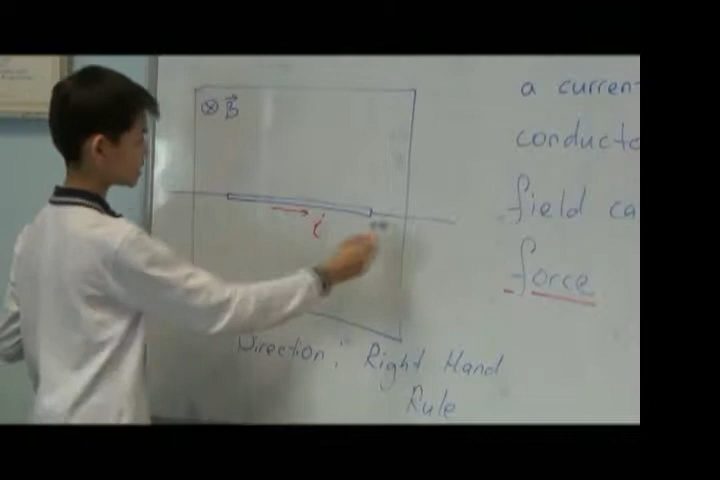 ⊗ B⃗
i
a curren
conducto
field ca
force
Direction: Right Hand
Rule